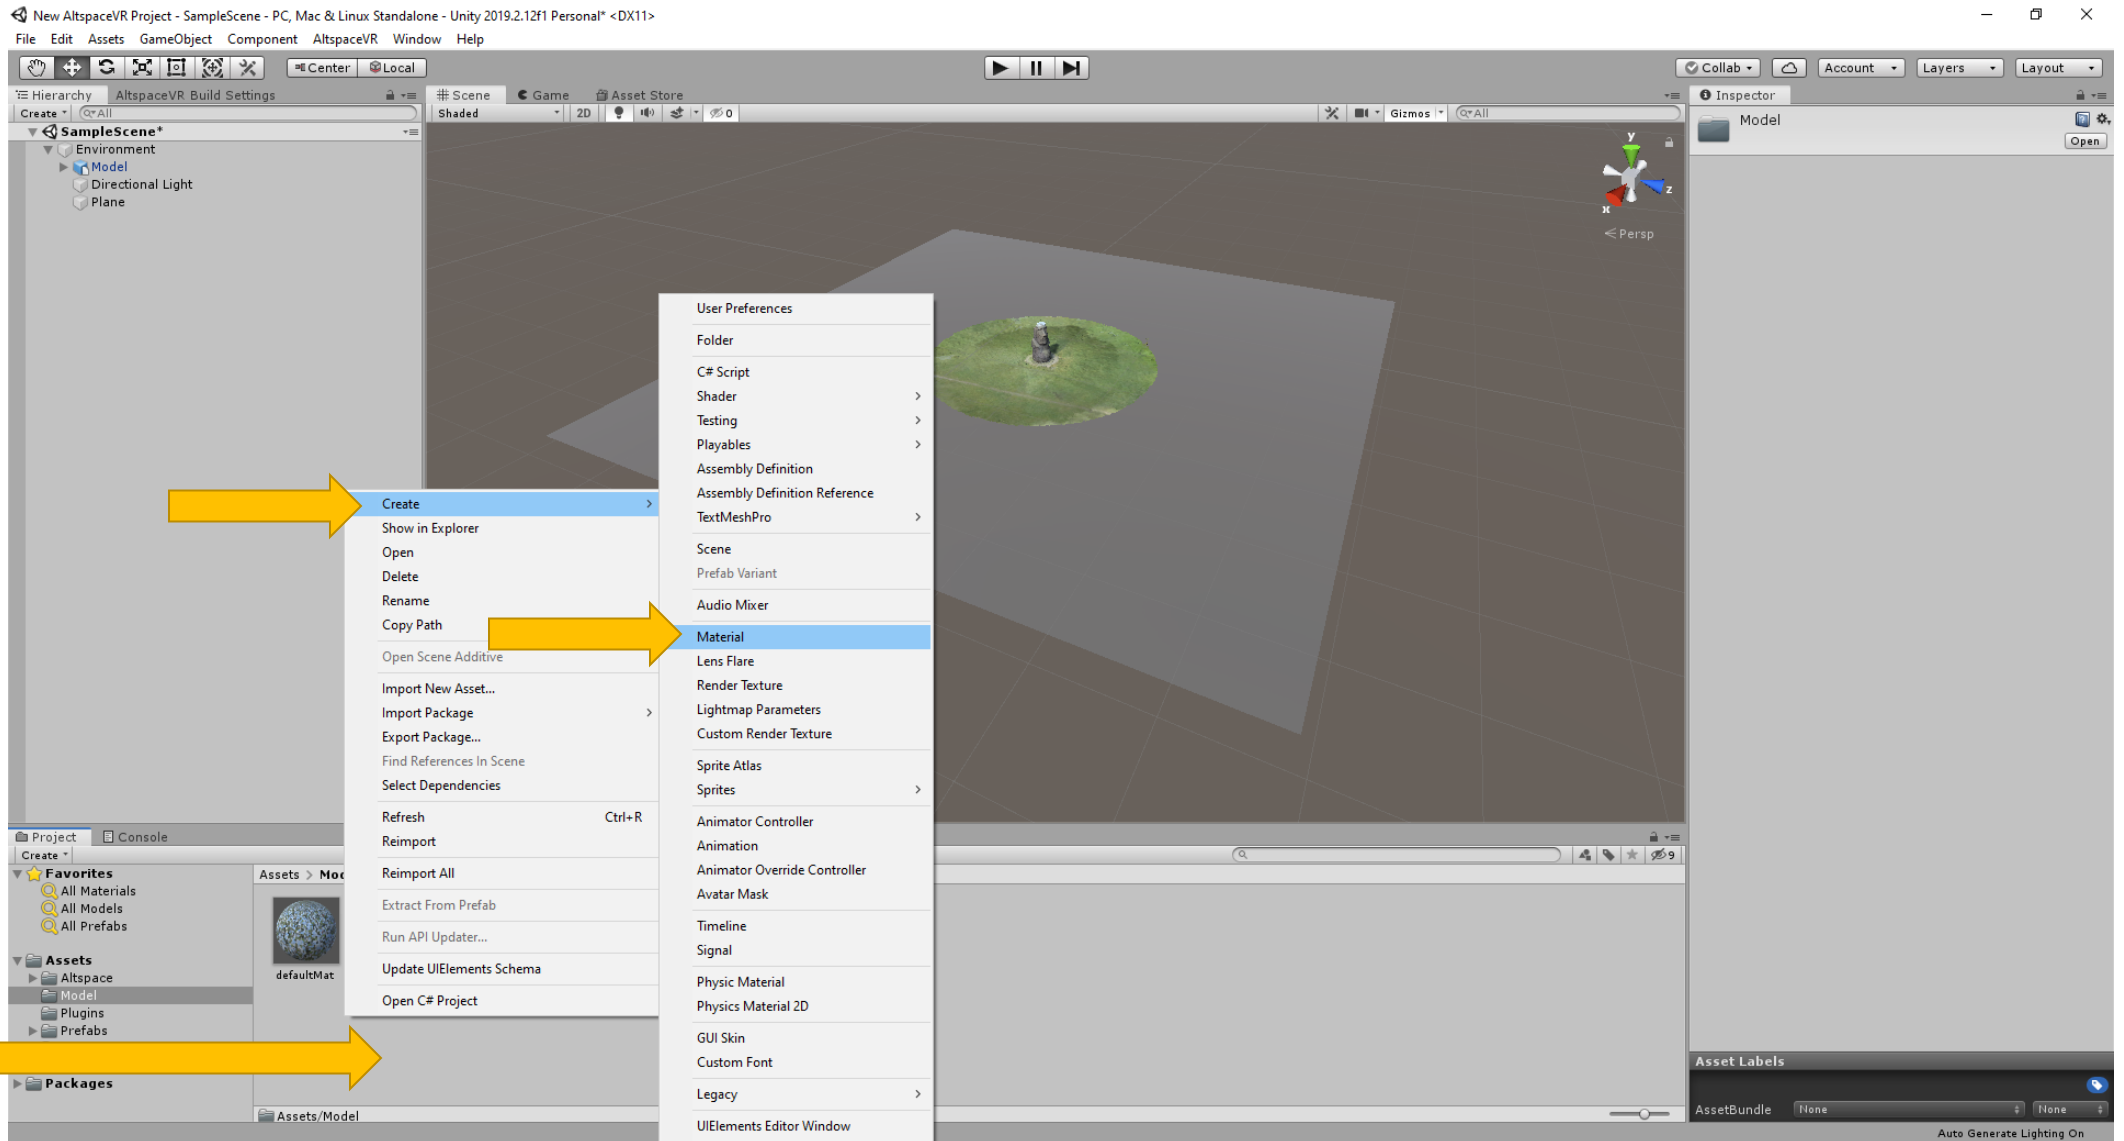 New AltspaceVR Project - SampleScene - PC, Mac & Linux Standalone - Unity 2019.2.12f1 Personal* <DX11>
File Edit Assets GameObject Component AltspaceVR Window Help
Center Local
Collab Account Layers Layout
Hierarchy AltspaceVR Build Settings
Scene Game Asset Store
Inspector
Create All
Shaded 2D 0 Gizmos All
Model
Open
SampleScene*
Environment
Model
Directional Light
Plane
y
z
x
Persp
Create
Show in Explorer
Open
Delete
Rename
Copy Path
Open Scene Additive
Import New Asset...
Import Package
Export Package...
Find References In Scene
Select Dependencies
Refresh Ctrl+R
Reimport
Reimport All
Extract From Prefab
Run API Updater...
Update UIElements Schema
Open C# Project
User Preferences
Folder
C# Script
Shader
Testing
Playables
Assembly Definition
Assembly Definition Reference
TextMeshPro
Scene
Prefab Variant
Audio Mixer
Material
Lens Flare
Render Texture
Lightmap Parameters
Custom Render Texture
Sprite Atlas
Sprites
Animator Controller
Animation
Animator Override Controller
Avatar Mask
Timeline
Signal
Physic Material
Physics Material 2D
GUI Skin
Custom Font
Legacy
UIElements Editor Window
Project Console
Create
9
Favorites
All Materials
All Models
All Prefabs
Assets
Altspace
Model
Plugins
Prefabs
Packages
Assets > Mod
defaultMat
Assets/Model
Asset Labels
AssetBundle None None
Auto Generate Lighting On